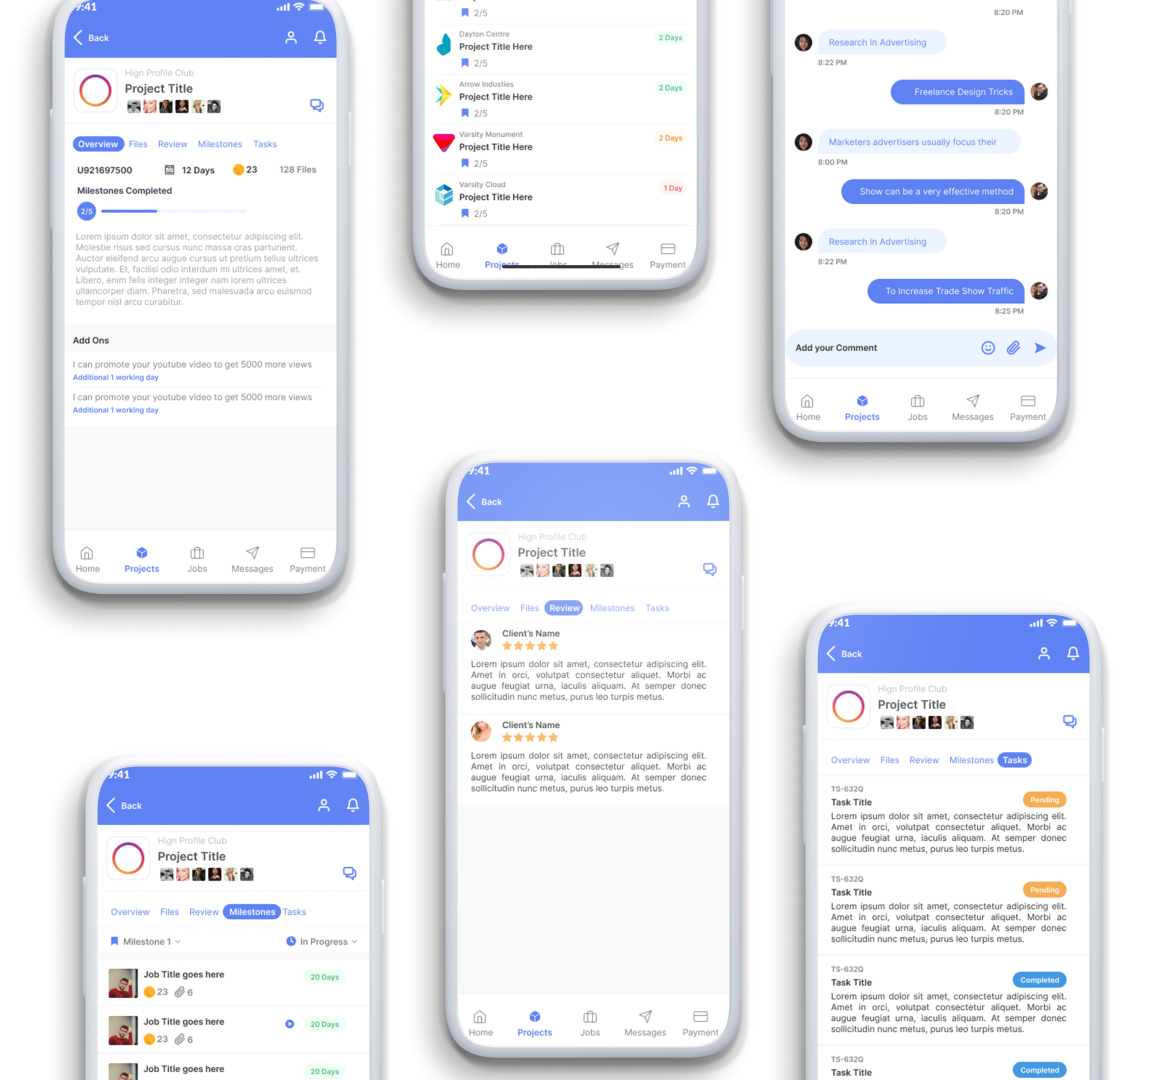 9:41
Back
Hign Profile Club
Project Title
Overview Files Review Milestones Tasks
U921697500 12 Days 23 128 Files
Milestones Completed
2/5
Lorem ipsum dolor sit amet, consectetur adipiscing elit.
Molestie risus sed cursus nunc massa cras parturient.
Auctor eleifend arcu augue cursus ut pretium tellus ultrices
vulputate. Et, facilisi odio interdum mi ultrices amet, et.
Libero, enim felis integer integer nam lorem ultrices
ullamcorper diam. Pharetra, sed malesuada arcu euismod
tempor nisl arcu curabitur.
Add Ons
I can promote your youtube video to get 5000 more views
Additional 1 working day
I can promote your youtube video to get 5000 more views
Additional 1 working day
Home Projects Jobs Messages Payment
2/5
Dayton Centre
Project Title Here
2 Days
2/5
Arrow Industies
Project Title Here
2 Days
2/5
Varsity Monument
Project Title Here
2 Days
2/5
Varsity Cloud
Project Title Here
1 Day
2/5
Home Projects Jobs Messages Payment
8:20 PM
Research In Advertising
8:22 PM
Freelance Design Tricks
8:20 PM
Marketers advertisers usually focus their
8:00 PM
Show can be a very effective method
8:20 PM
Research In Advertising
8:22 PM
To Increase Trade Show Traffic
8:25 PM
Add your Comment
Home Projects Jobs Messages Payment
9:41
Back
Hign Profile Club
Project Title
Overview Files Review Milestones Tasks
Client's Name
Lorem ipsum dolor sit amet, consectetur adipiscing elit.
Amet in orci, volutpat consectetur aliquet. Morbi ac
augue feugiat urna, iaculis aliquam. At semper donec
sollicitudin nunc metus, purus leo turpis metus.
Client's Name
Lorem ipsum dolor sit amet, consectetur adipiscing elit.
Amet in orci, volutpat consectetur aliquet. Morbi ac
augue feugiat urna, iaculis aliquam. At semper donec
sollicitudin nunc metus, purus leo turpis metus.
Home Projects Jobs Messages Payment
9:41
Back
Hign Profile Club
Project Title
Overview Files Review Milestones Tasks
Milestone 1 In Progress
Job Title goes here
20 Days
23 6
Job Title goes here
20 Days
23 6
Job Title goes here
20 Days
9:41
Back
Hign Profile Club
Project Title
Overview Files Review Milestones Tasks
TS-632Q
Task Title
Pending
Lorem ipsum dolor sit amet, consectetur adipiscing elit.
Amet in orci, volutpat consectetur aliquet. Morbi ac
augue feugiat urna, iaculis aliquam. At semper donec
sollicitudin nunc metus, purus leo turpis metus.
TS-632Q
Task Title
Pending
Lorem ipsum dolor sit amet, consectetur adipiscing elit.
Amet in orci, volutpat consectetur aliquet. Morbi ac
augue feugiat urna, iaculis aliquam. At semper donec
sollicitudin nunc metus, purus leo turpis metus.
TS-632Q
Task Title
Completed
Lorem ipsum dolor sit amet, consectetur adipiscing elit.
Amet in orci, volutpat consectetur aliquet. Morbi ac
augue feugiat urna, iaculis aliquam. At semper donec
sollicitudin nunc metus, purus leo turpis metus.
TS-632Q
Task Title
Completed